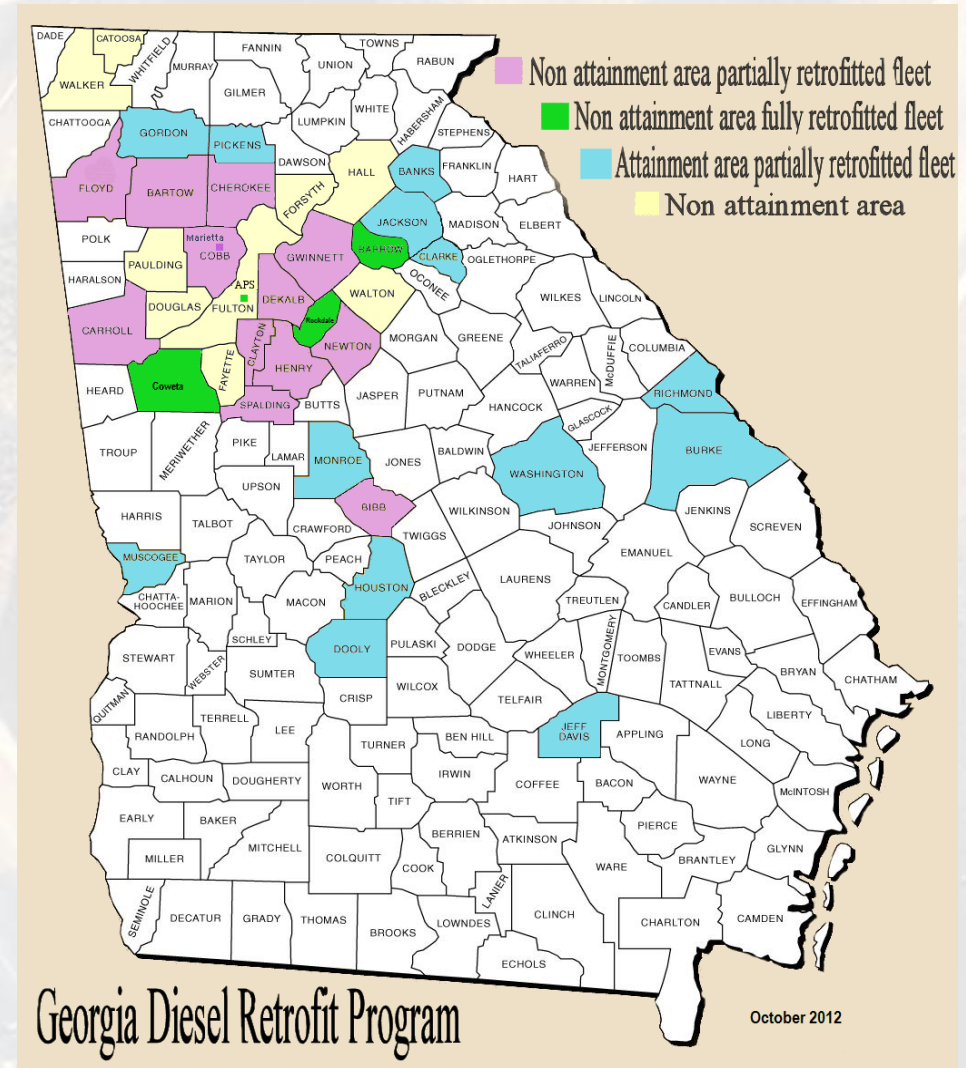 DADE
CATOOSA
WALKER
WHITFIELD
MURRAY
FANNIN
TOWNS
UNION
RABUN
GILMER
WHITE
HABERSHAM
LUMPKIN
STEPHENS
CHATTOOGA
GORDON
PICKENS
DAWSON
Non attainment area partially retrofitted fleet
Non attainment area fully retrofitted fleet
Attainment area partially retrofitted fleet
Non attainment area
FLOYD
BARTOW
CHEROKEE
FORSYTH
HALL
BANKS
FRANKLIN
HART
JACKSON
MADISON
ELBERT
POLK
Marietta
COBB
PAULDING
GWINNETT
BARROW
CLARKE
OGLETHORPE
OCONEE
HARALSON
APS
DOUGLAS
FULTON
DEKALB
WALTON
WILKES
LINCOLN
CARROLL
Rockdale
NEWTON
MORGAN
GREENE
TALIAFERRO
McDUFFIE
COLUMBIA
CLAYTON
FAYETTE
HENRY
HEARD
Coweta
SPALDING
BUTTS
JASPER
PUTNAM
HANCOCK
WARREN
GLASCOCK
RICHMOND
TROUP
MERIWETHER
PIKE
LAMAR
MONROE
JONES
BALDWIN
WASHINGTON
JEFFERSON
BURKE
UPSON
BIBB
HARRIS
TALBOT
CRAWFORD
TWIGGS
WILKINSON
JOHNSON
JENKINS
SCREVEN
MUSCOGEE
TAYLOR
PEACH
HOUSTON
BLECKLEY
LAURENS
EMANUEL
CHATTA-
HOOCHEE
MARION
MACON
TREUTLEN
CANDLER
BULLOCH
EFFINGHAM
SCHLEY
STEWART
WEBSTER
SUMTER
DOOLY
PULASKI
DODGE
WHEELER
MONTGOMERY
TOOMBS
EVANS
BRYAN
CHATHAM
TATTNALL
QUITMAN
CRISP
WILCOX
TELFAIR
LIBERTY
RANDOLPH
TERRELL
LEE
TURNER
BEN HILL
JEFF
DAVIS
APPLING
LONG
CLAY
CALHOUN
DOUGHERTY
WORTH
IRWIN
COFFEE
BACON
WAYNE
McINTOSH
TIFT
EARLY
BAKER
MITCHELL
BERRIEN
ATKINSON
PIERCE
MILLER
COLQUITT
COOK
WARE
BRANTLEY
GLYNN
LANIER
SEMINOLE
DECATUR
GRADY
THOMAS
BROOKS
LOWNDES
CLINCH
CHARLTON
CAMDEN
ECHOLS
Georgia Diesel Retrofit Program
October 2012